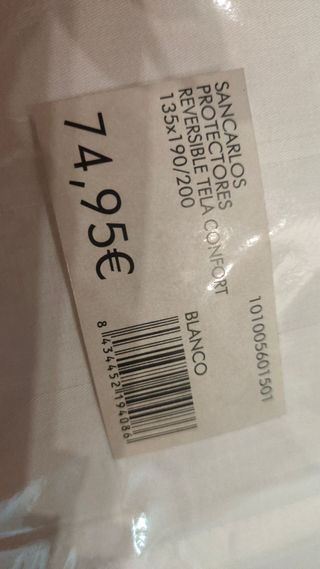 SANCARLOS
PROTECTORES
REVERSIBLE TELA CONFORT
135x190/200
101005601501
BLANCO
74,95€
8 434452 194086